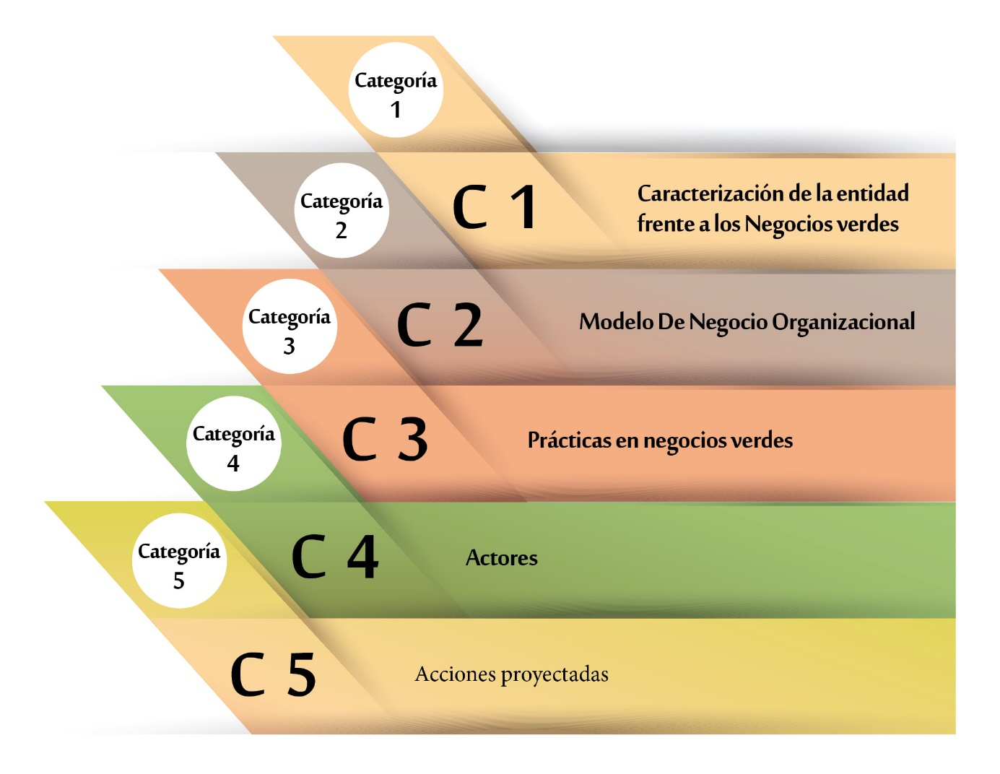 Categoría
1
C 1
Caracterización de la entidad
frente a los Negocios verdes
Categoría
2
C 2
Modelo De Negocio Organizacional
Categoría
3
C 3
Prácticas en negocios verdes
Categoría
4
C 4
Actores
Categoría
5
C 5
Acciones proyectadas